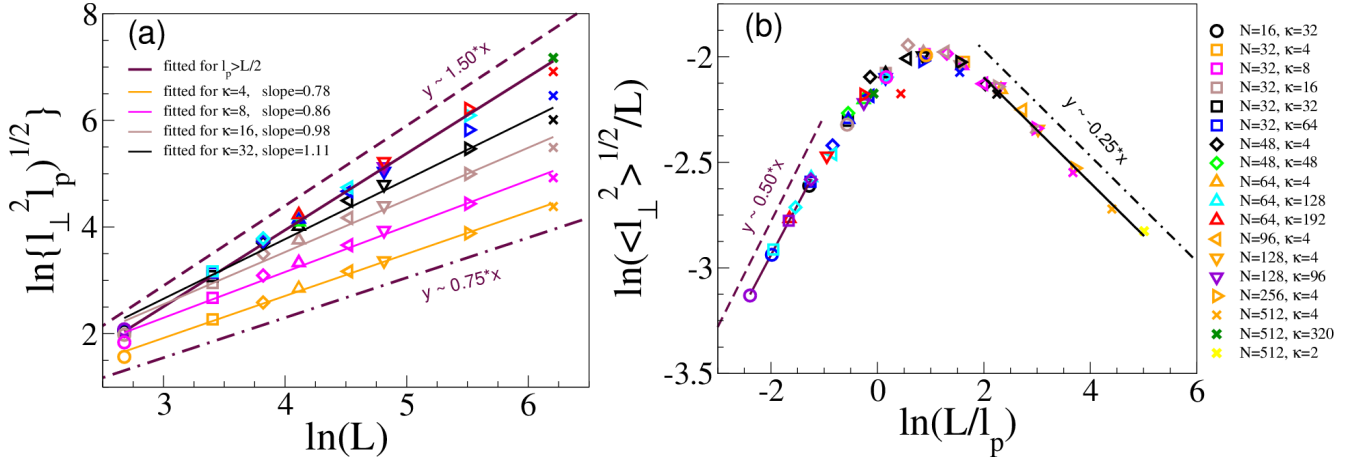 (a)
fitted for l_p>L/2
fitted for κ=4, slope=0.78
fitted for κ=8, slope=0.86
fitted for κ=16, slope=0.98
fitted for κ=32, slope=1.11
y ~ 1.50*x
y ~ 0.75*x
ln{l_⊥^2 l_p)^{1/2}}
8
6
4
2
3
4
5
6
ln(L)
(b)
y ~ 0.50*x
y ~ -0.25*x
ln(<l_⊥^2>^{1/2}/L)
-2
-2.5
-3
-3.5
-2
0
2
4
6
ln(L/l_p)
N=16, κ=32
N=32, κ=4
N=32, κ=8
N=32, κ=16
N=32, κ=32
N=32, κ=64
N=48, κ=4
N=48, κ=48
N=64, κ=4
N=64, κ=128
N=64, κ=192
N=96, κ=4
N=128, κ=4
N=128, κ=96
N=256, κ=4
N=512, κ=4
N=512, κ=320
N=512, κ=2